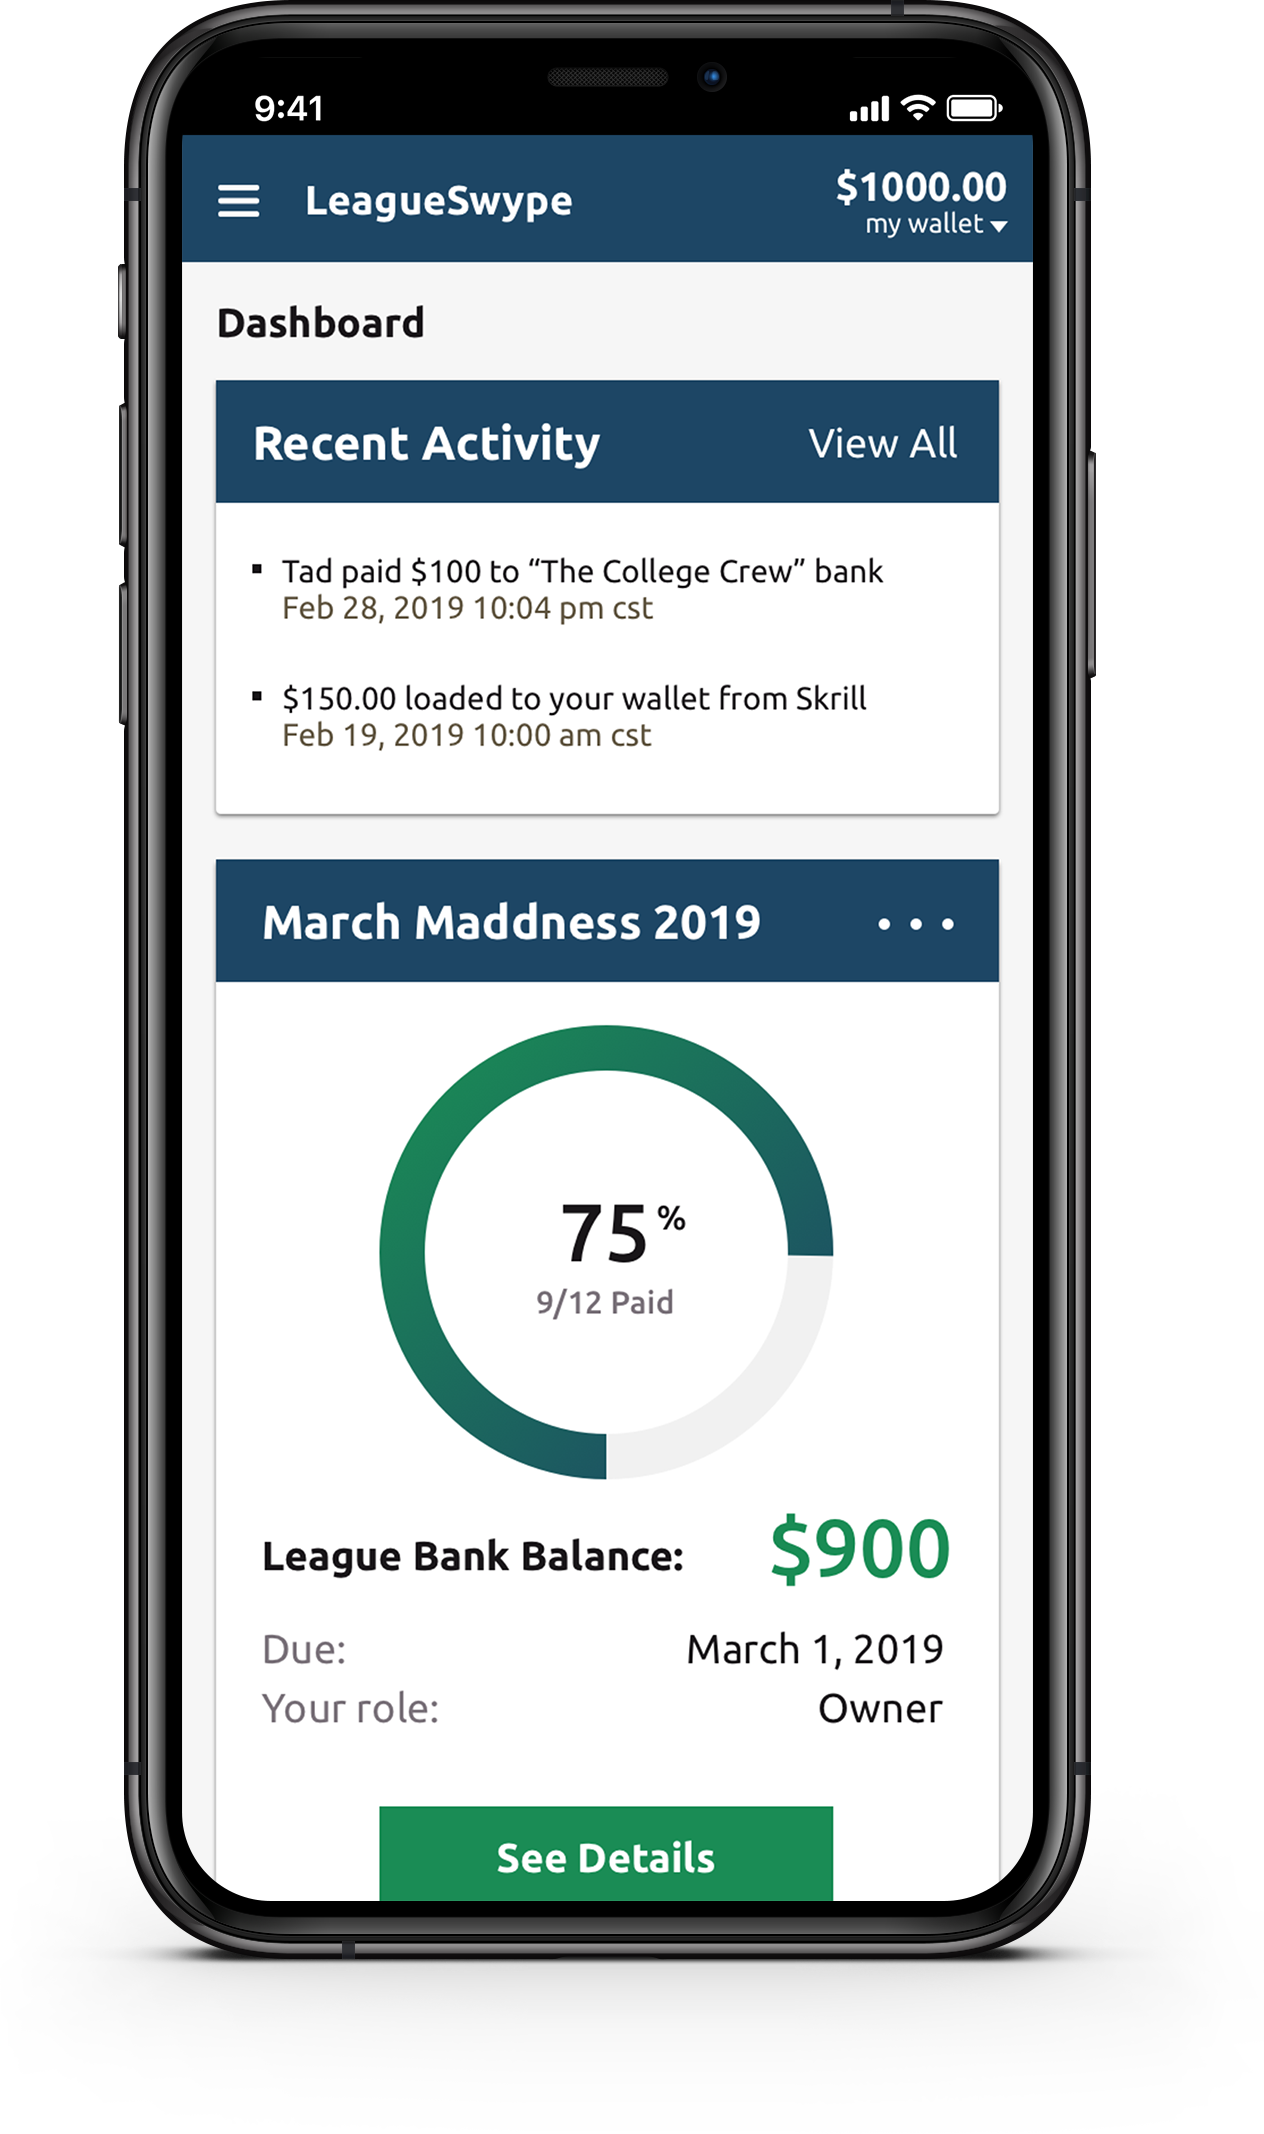 9:41
LeagueSwype
$1000.00
my wallet
Dashboard
Recent Activity
View All
Tad paid $100 to “The College Crew” bank
Feb 28, 2019 10:04 pm cst
$150.00 loaded to your wallet from Skrill
Feb 19, 2019 10:00 am cst
March Maddness 2019
75%
9/12 Paid
League Bank Balance: $900
Due: March 1, 2019
Your role: Owner
See Details